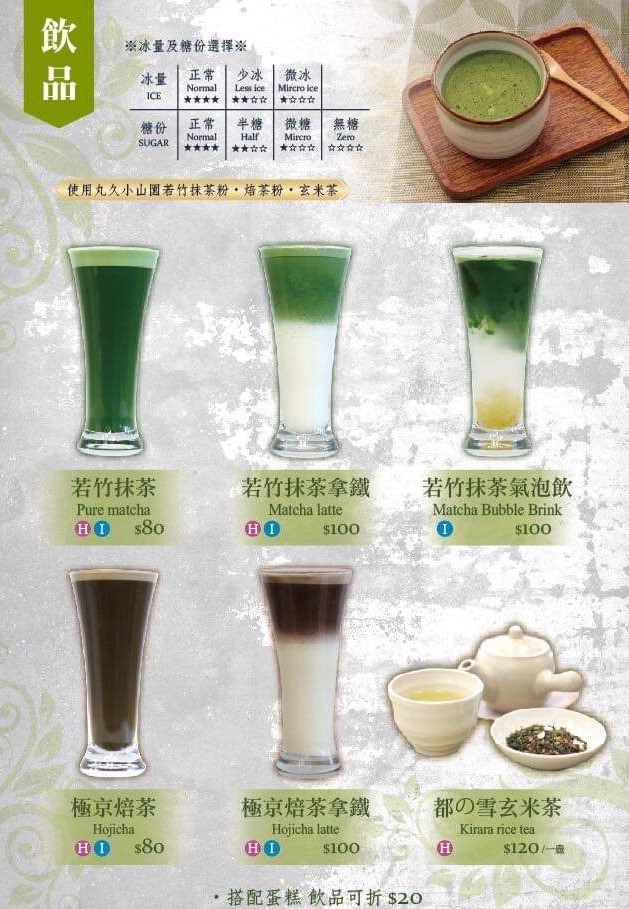 飲品
※冰量及糖份選擇※
冰量 ICE 正常 Normal ★★★★ 少冰 Less ice ★★☆☆ 微冰 Mircro ice ★☆☆☆
糖份 SUGAR 正常 Normal ★★★★ 半糖 Half ★★☆☆ 微糖 Mircro ★☆☆☆ 無糖 Zero ☆☆☆☆
使用丸久小山園若竹抹茶粉・焙茶粉・玄米茶
若竹抹茶
Pure matcha
H I $80
若竹抹茶拿鐵
Matcha latte
H I $100
若竹抹茶氣泡飲
Matcha Bubble Brink
I $100
極京焙茶
Hojicha
H I $80
極京焙茶拿鐵
Hojicha latte
H I $100
都の雪玄米茶
Kirara rice tea
H $120/一壺
・搭配蛋糕 飲品可折 $20